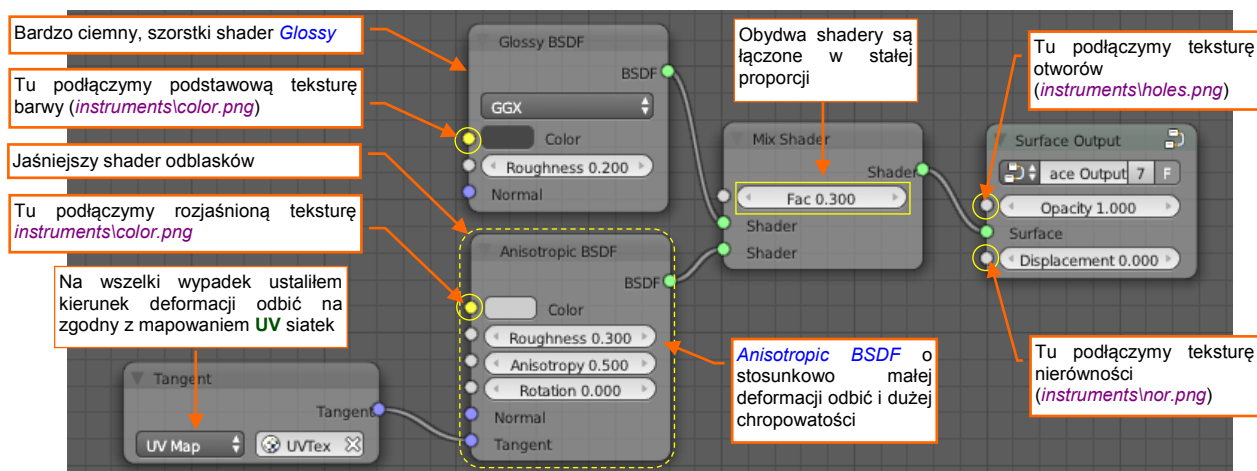 Bardzo ciemny, szorstki shader Glossy
Tu podłączymy podstawową teksturę
barwy (instruments\color.png)
Jaśniejszy shader odblasków
Tu podłączymy rozjaśnioną teksturę
instruments\color.png
Na wszelki wypadek ustaliłem
kierunek deformacji odbić na
zgodny z mapowaniem UV siatek
Tangent
Tangent
UV Map
UVTex
Glossy BSDF
BSDF
GGX
Color
Roughness 0.200
Normal
Anisotropic BSDF
BSDF
Color
Roughness 0.300
Anisotropy 0.500
Rotation 0.000
Normal
Tangent
Obydwa shadery są
łączone w stałej
proporcji
Mix Shader
Shader
Fac 0.300
Shader
Shader
Anisotropic BSDF o
stosunkowo małej
deformacji odbić i dużej
chropowatości
Tu podłączymy teksturę
otworów
(instruments\holes.png)
Surface Output
ace Output 7 F
Opacity 1.000
Surface
Displacement 0.000
Tu podłączymy teksturę
nierówności
(instruments\nor.png)